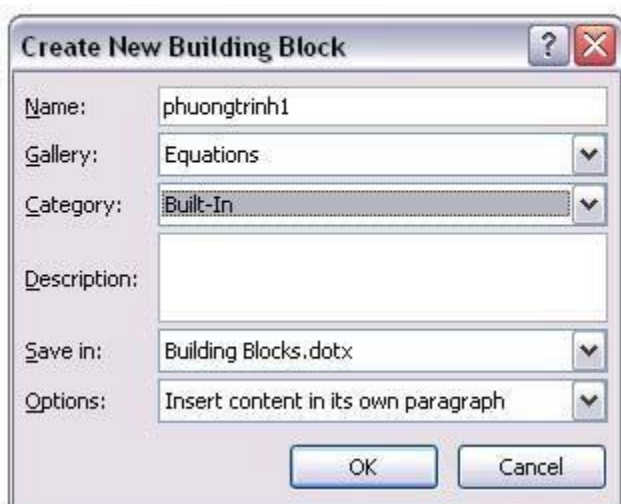 Create New Building Block ?
Name: phuongtrinh1
Gallery: Equations
Category: Built-In
Description:
Save in: Building Blocks.dotx
Options: Insert content in its own paragraph
OK Cancel